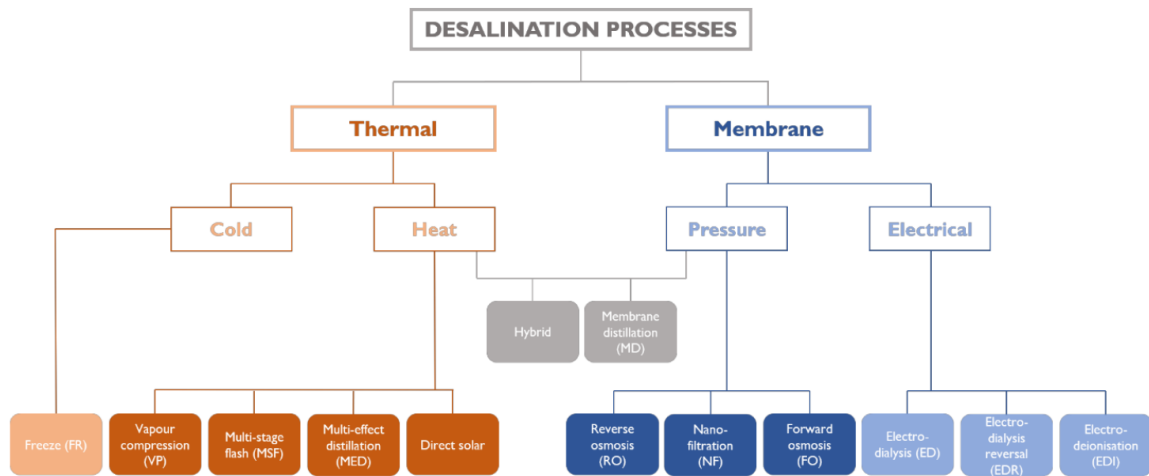 DESALINATION PROCESSES
Thermal
Membrane
Cold
Heat
Pressure
Electrical
Hybrid
Membrane
distillation
(MD)
Freeze (FR)
Vapour
compression
(VP)
Multi-stage
flash (MSF)
Multi-effect
distillation
(MED)
Direct solar
Reverse
osmosis
(RO)
Nano-
filtration
(NF)
Forward
osmosis
(FO)
Electro-
dialysis (ED)
Electro-
dialysis
reversal
(EDR)
Electro-
deionisation
(EDI)